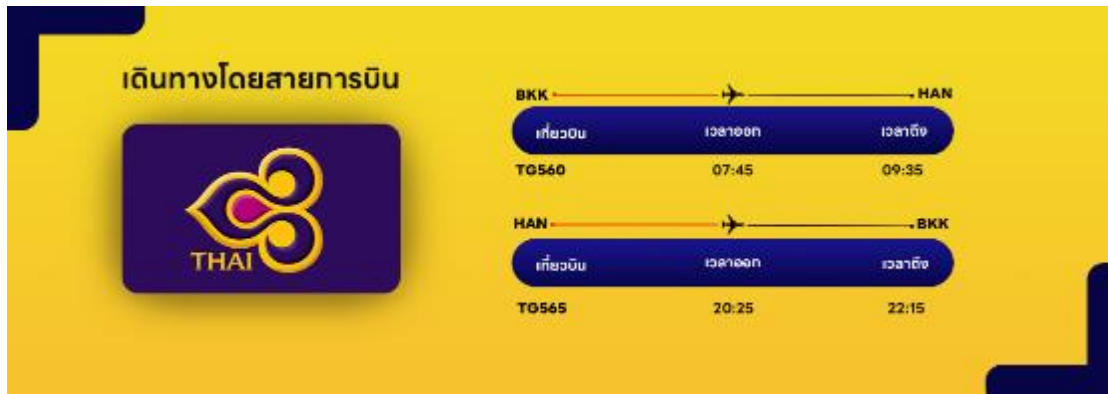 เดินทางโดยสายการบิน
THAI
BKK HAN
เที่ยวบิน เวลาออก เวลาถึง
TG560 07:45 09:35
HAN BKK
เที่ยวบิน เวลาออก เวลาถึง
TG565 20:25 22:15